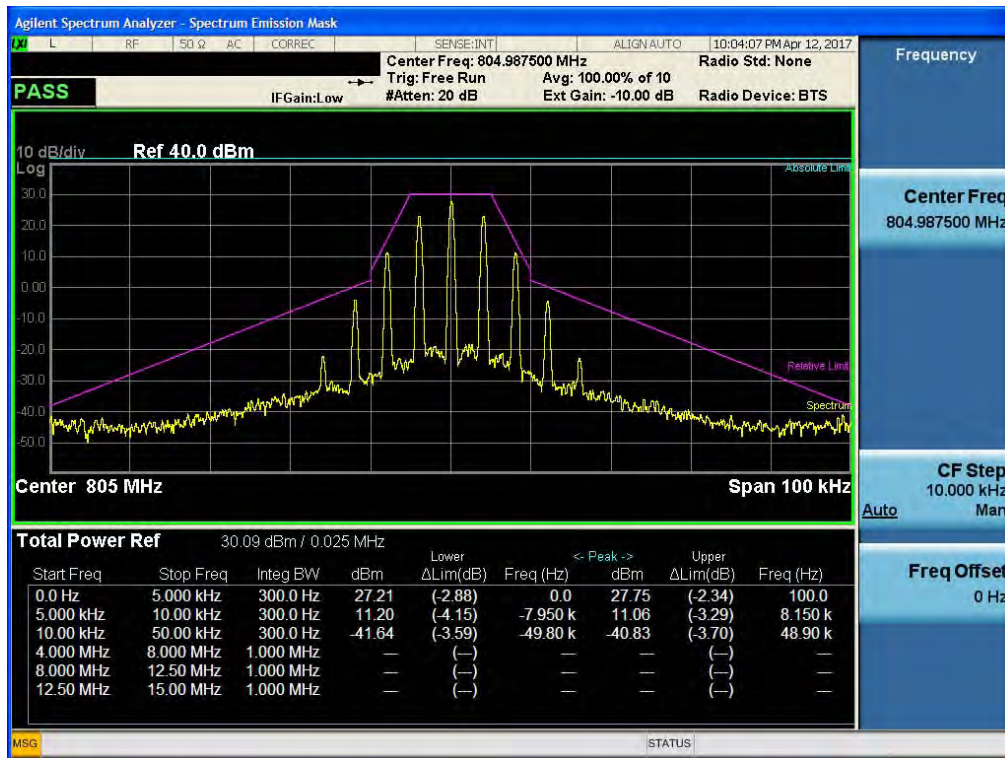 Agilent Spectrum Analyzer - Spectrum Emission Mask
LXI L RF 50 Ω AC CORREC SENSE:INT ALIGN AUTO 10:04:07 PM Apr 12, 2017
Center Freq: 804.987500 MHz Radio Std: None
Trig: Free Run Avg: 100.00% of 10
PASS IFGain:Low #Atten: 20 dB Ext Gain: -10.00 dB Radio Device: BTS
10 dB/div Ref 40.0 dBm
Log Absolute Limit
30.0
20.0
10.0
0.00
-10.0
-20.0
Relative Limit
-30.0
Spectrum
-40.0
-50.0
Center 805 MHz Span 100 kHz
Total Power Ref 30.09 dBm / 0.025 MHz
Lower <- Peak -> Upper
Start Freq Stop Freq Integ BW dBm ΔLim(dB) Freq (Hz) dBm ΔLim(dB) Freq (Hz)
0.0 Hz 5.000 kHz 300.0 Hz 27.21 (-2.88) 0.0 27.75 (-2.34) 100.0
5.000 kHz 10.00 kHz 300.0 Hz 11.20 (-4.15) -7.950 k 11.06 (-3.29) 8.150 k
10.00 kHz 50.00 kHz 300.0 Hz -41.64 (-3.59) -49.80 k -40.83 (-3.70) 48.90 k
4.000 MHz 8.000 MHz 1.000 MHz --- (---) --- --- (---) ---
8.000 MHz 12.50 MHz 1.000 MHz --- (---) --- --- (---) ---
12.50 MHz 15.00 MHz 1.000 MHz --- (---) --- --- (---) ---
MSG STATUS
Frequency
Center Freq
804.987500 MHz
CF Step
10.000 kHz
Auto Man
Freq Offset
0 Hz